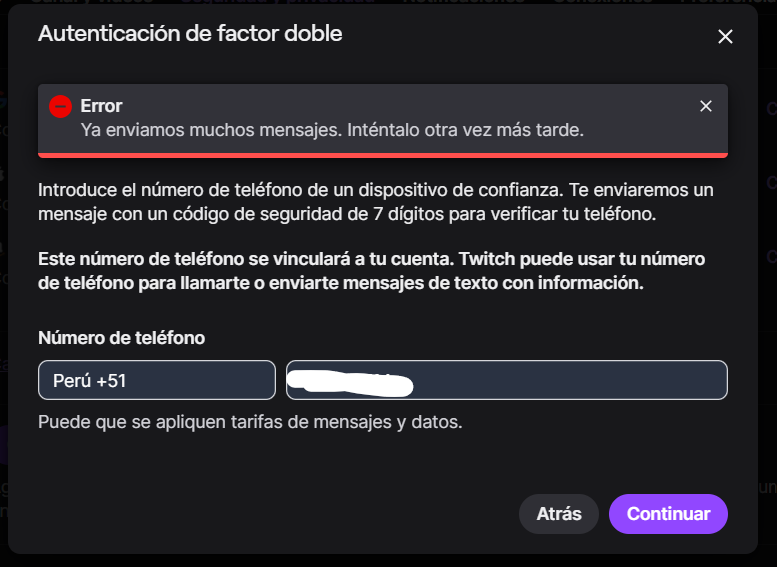 Autenticación de factor doble
Error
Ya enviamos muchos mensajes. Inténtalo otra vez más tarde.
Introduce el número de teléfono de un dispositivo de confianza. Te enviaremos un
mensaje con un código de seguridad de 7 dígitos para verificar tu teléfono.
Este número de teléfono se vinculará a tu cuenta. Twitch puede usar tu número
de teléfono para llamarte o enviarte mensajes de texto con información.
Número de teléfono
Perú +51
Puede que se apliquen tarifas de mensajes y datos.
Atrás
Continuar